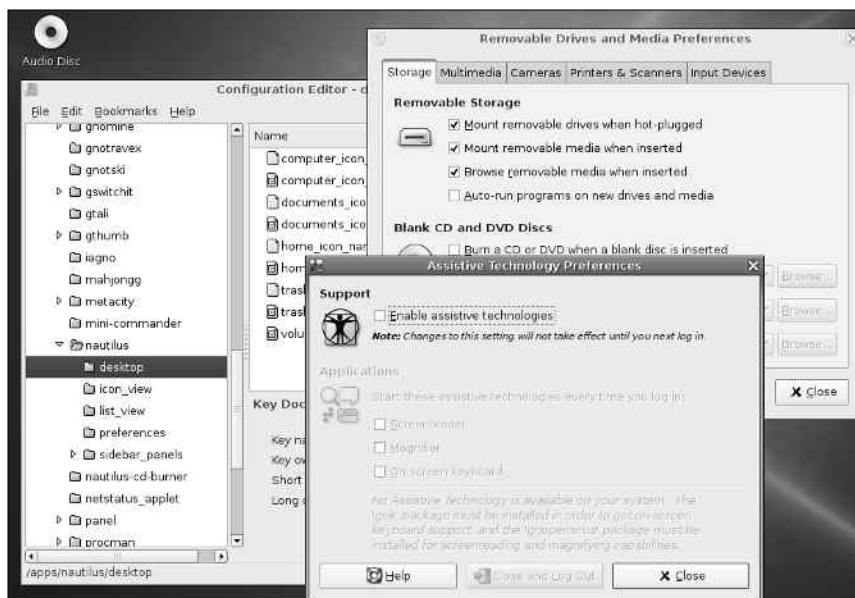 Audio Disc
Configuration Editor - d
File Edit Bookmarks Help
gnomine
gnotravex
gnotski
gswitchit
gtali
gthumb
iagno
mahjongg
metacity
mini-commander
nautilus
desktop
icon_view
list_view
preferences
sidebar_panels
nautilus-cd-burner
netstatus_applet
panel
procman
/apps/nautilus/desktop
Name
computer_icon_
computer_icon_
documents_ico
documents_ico
home_icon_nar
hom
trash
trash
volu
Key Doc
Key na
Key ow
Short
Long d
Removable Drives and Media Preferences
Storage Multimedia Cameras Printers & Scanners Input Devices
Removable Storage
Mount removable drives when hot-plugged
Mount removable media when inserted
Browse removable media when inserted
Auto-run programs on new drives and media
Blank CD and DVD Discs
Burn a CD or DVD when a blank disc is inserted
Browse...
Browse...
Browse...
Close
Assistive Technology Preferences
Support
Enable assistive technologies
Note: Changes to this setting will not take effect until you next log in.
Applications
Start these assistive technologies every time you log in:
Screenreader
Magnifier
On-screen keyboard
No Assistive Technology is available on your system. The
'gok' package must be installed in order to get on-screen
keyboard support, and the 'gnopernicus' package must be
installed for screenreading and magnifying capabilities.
Help Close and Log Out Close